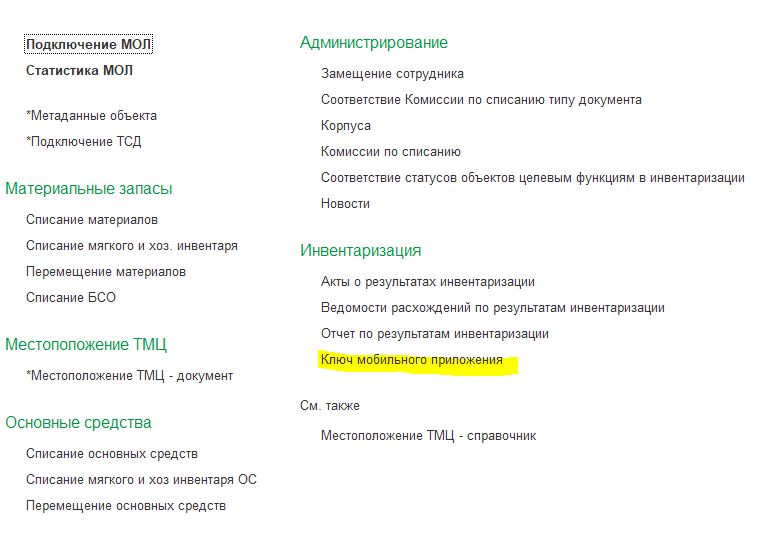 Подключение МОЛ
Статистика МОЛ
*Метаданные объекта
*Подключение ТСД
Материальные запасы
Списание материалов
Списание мягкого и хоз. инвентаря
Перемещение материалов
Списание БСО
Местоположение ТМЦ
*Местоположение ТМЦ - документ
Основные средства
Списание основных средств
Списание мягкого и хоз инвентаря ОС
Перемещение основных средств
Администрирование
Замещение сотрудника
Соответствие Комиссии по списанию типу документа
Корпуса
Комиссии по списанию
Соответствие статусов объектов целевым функциям в инвентаризации
Новости
Инвентаризация
Акты о результатах инвентаризации
Ведомости расхождений по результатам инвентаризации
Отчет по результатам инвентаризации
Ключ мобильного приложения
См. также
Местоположение ТМЦ - справочник